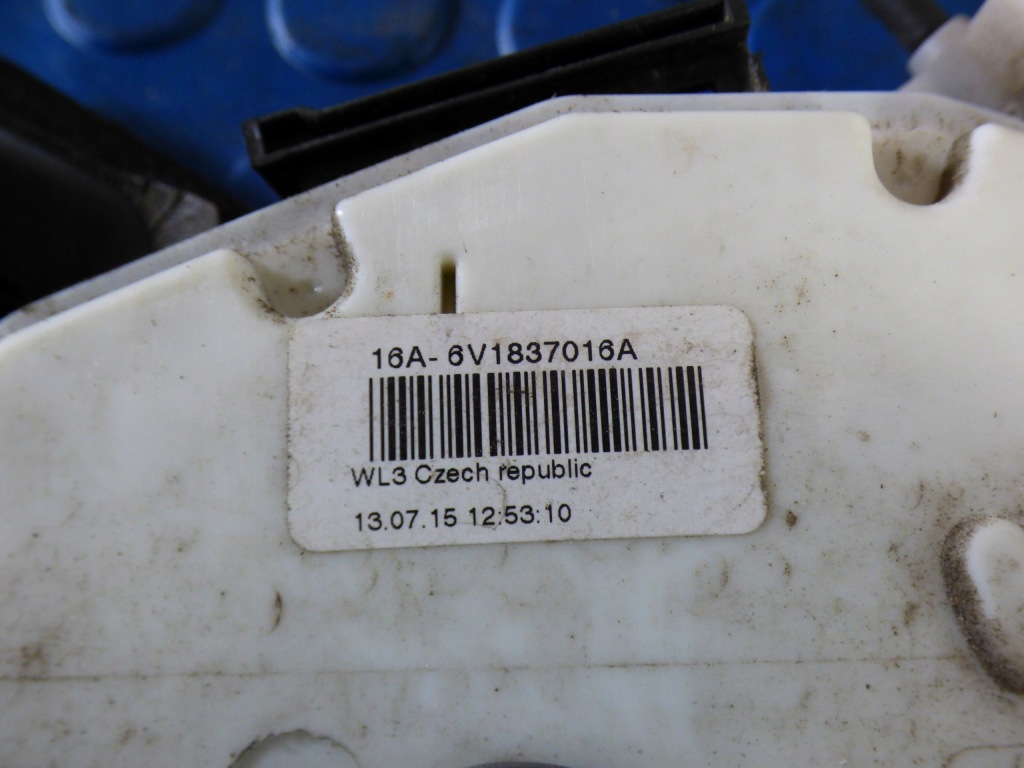 16A- 6V1837016A
WL3 Czech republic
13.07.15 12:53:10